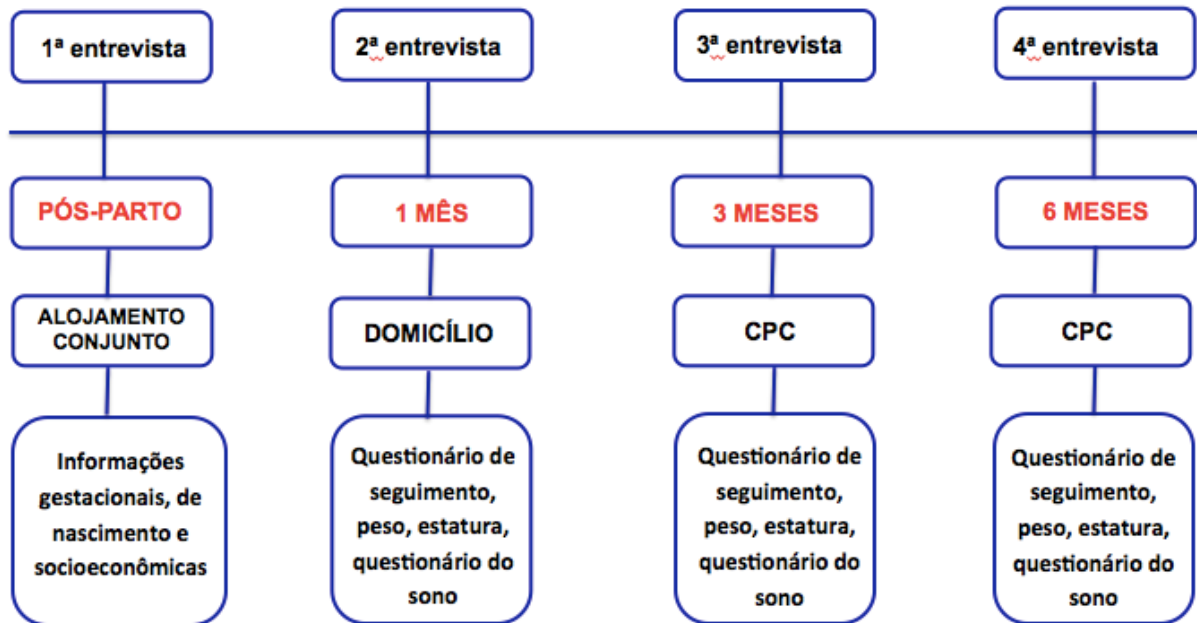 1ª entrevista
2ª entrevista
3ª entrevista
4ª entrevista
PÓS-PARTO
1 MÊS
3 MESES
6 MESES
ALOJAMENTO
CONJUNTO
DOMICÍLIO
CPC
CPC
Informações
gestacionais, de
nascimento e
socioeconômicas
Questionário de
seguimento,
peso, estatura,
questionário do
sono
Questionário de
seguimento,
peso, estatura,
questionário do
sono
Questionário de
seguimento,
peso, estatura,
questionário do
sono